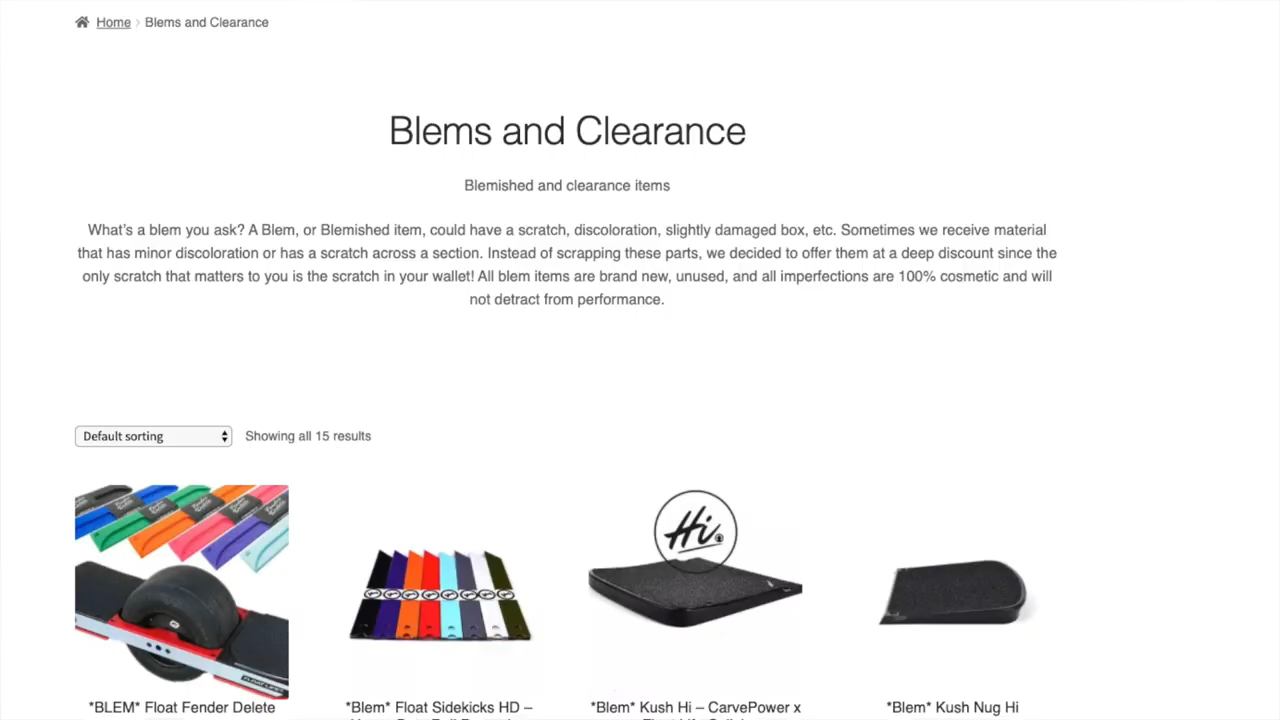 Home › Blems and Clearance
Blems and Clearance
Blemished and clearance items
What's a blem you ask? A Blem, or Blemished item, could have a scratch, discoloration, slightly damaged box, etc. Sometimes we receive material
that has minor discoloration or has a scratch across a section. Instead of scrapping these parts, we decided to offer them at a deep discount since the
only scratch that matters to you is the scratch in your wallet! All blem items are brand new, unused, and all imperfections are 100% cosmetic and will
not detract from performance.
Default sorting
Showing all 15 results
Hi.
*BLEM* Float Fender Delete
*Blem* Float Sidekicks HD –
*Blem* Kush Hi – CarvePower x
*Blem* Kush Nug Hi